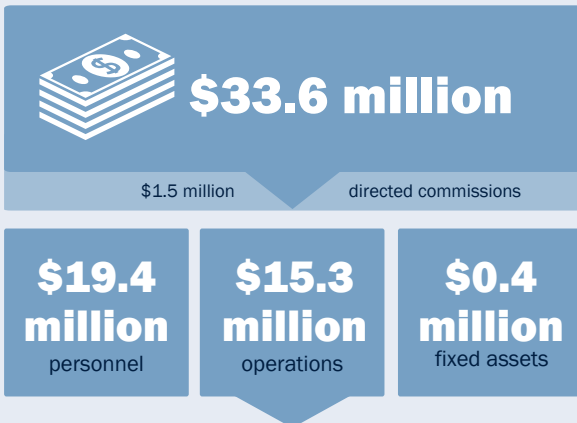 $
$33.6 million
$1.5 million directed commissions
$19.4
million
personnel
$15.3
million
operations
$0.4
million
fixed assets